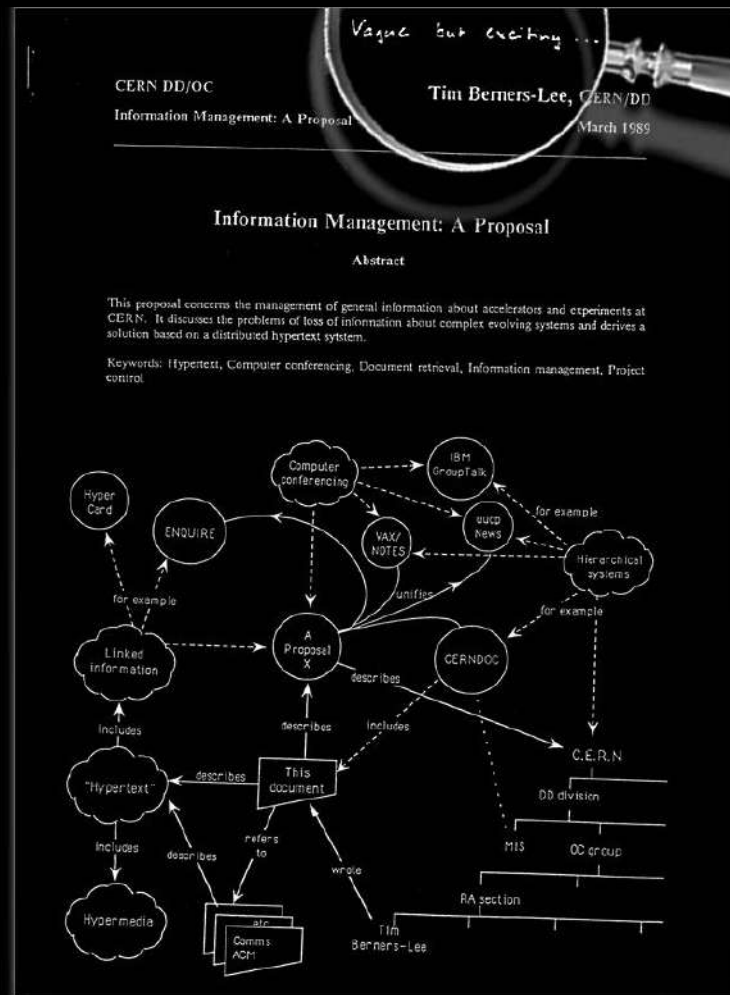 Vague but exciting ...
CERN DD/OC
Tim Berners-Lee, CERN/DD
Information Management: A Proposal
March 1989
Information Management: A Proposal
Abstract
This proposal concerns the management of general information about accelerators and experiments at
CERN. It discusses the problems of loss of information about complex evolving systems and derives a
solution based on a distributed hypertext sytstem.
Keywords: Hypertext, Computer conferencing, Document retrieval, Information management, Project
control
Computer
conferencing
IBM
GroupTalk
Hyper
Card
ENQUIRE
VAX/
NOTES
uucp
News
for example
Hierarchical
systems
for example
unifies
for example
Linked
information
A
Proposal
X
CERNDOC
describes
includes
describes
includes
C.E.R.N
"Hypertext"
describes
This
document
DD division
includes
describes
refers
to
wrote
MIS
OC group
RA section
Hypermedia
etc
Comms
ACM
Tim
Berners-Lee